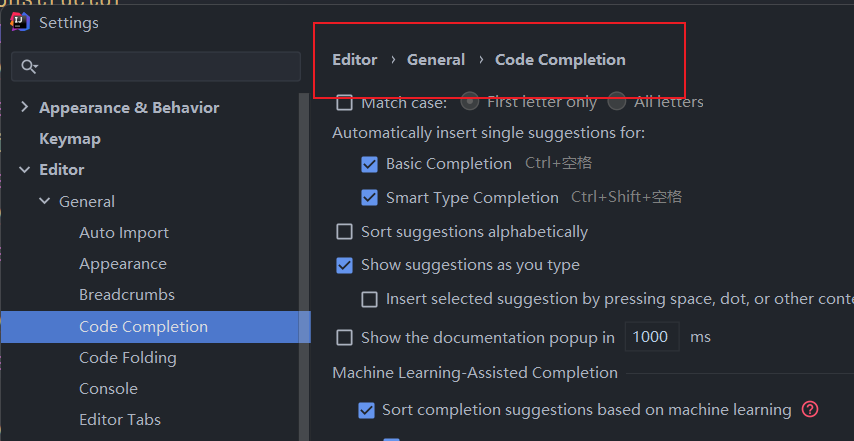 Settings
Editor › General › Code Completion
Appearance & Behavior
Keymap
Editor
General
Auto Import
Appearance
Breadcrumbs
Code Completion
Code Folding
Console
Editor Tabs
Match case: First letter only All letters
Automatically insert single suggestions for:
Basic Completion Ctrl+空格
Smart Type Completion Ctrl+Shift+空格
Sort suggestions alphabetically
Show suggestions as you type
Insert selected suggestion by pressing space, dot, or other conte
Show the documentation popup in 1000 ms
Machine Learning-Assisted Completion
Sort completion suggestions based on machine learning